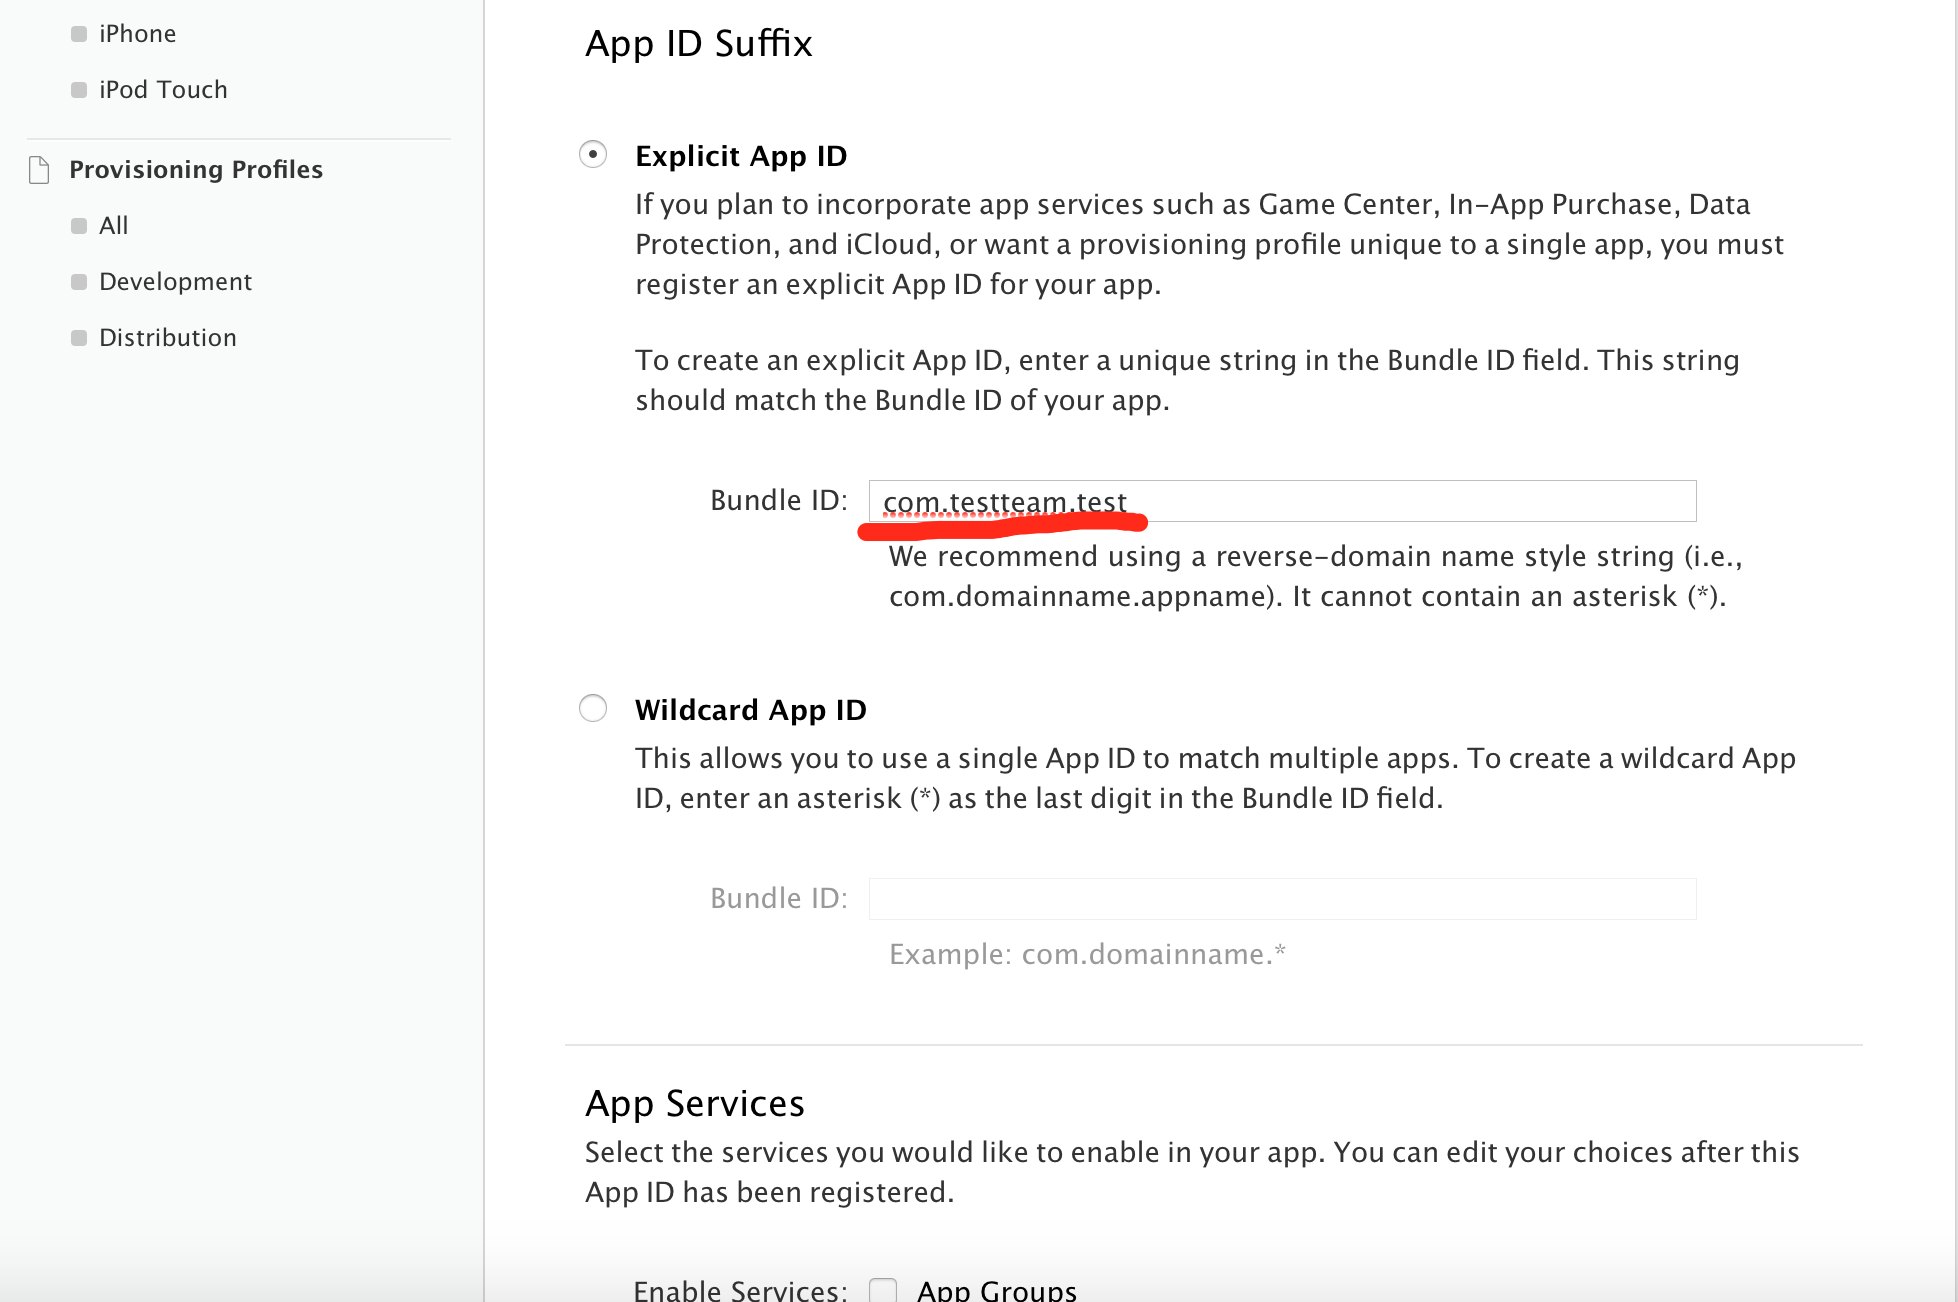 iPhone
iPod Touch
Provisioning Profiles
All
Development
Distribution
App ID Suffix
Explicit App ID
If you plan to incorporate app services such as Game Center, In-App Purchase, Data
Protection, and iCloud, or want a provisioning profile unique to a single app, you must
register an explicit App ID for your app.
To create an explicit App ID, enter a unique string in the Bundle ID field. This string
should match the Bundle ID of your app.
Bundle ID: com.testteam.test
We recommend using a reverse-domain name style string (i.e.,
com.domainname.appname). It cannot contain an asterisk (*).
Wildcard App ID
This allows you to use a single App ID to match multiple apps. To create a wildcard App
ID, enter an asterisk (*) as the last digit in the Bundle ID field.
Bundle ID:
Example: com.domainname.*
App Services
Select the services you would like to enable in your app. You can edit your choices after this
App ID has been registered.
Enable Services: App Groups